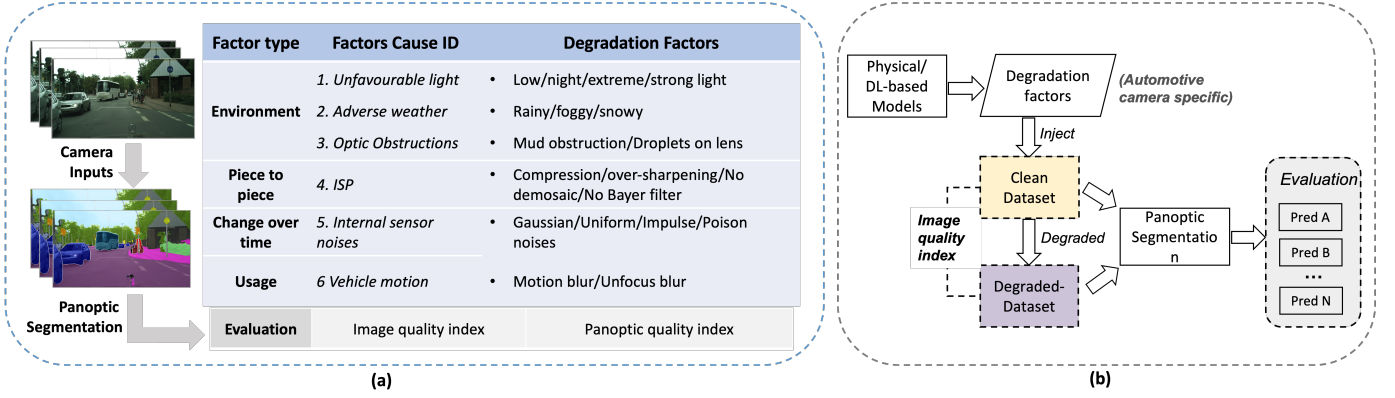 Camera
Inputs
Panoptic
Segmentation
Factor type
Factors Cause ID
Degradation Factors
Environment
1. Unfavourable light
• Low/night/extreme/strong light
2. Adverse weather
• Rainy/foggy/snowy
3. Optic Obstructions
• Mud obstruction/Droplets on lens
Piece to
piece
4. ISP
• Compression/over-sharpening/No
demosaic/No Bayer filter
Change over
time
5. Internal sensor
noises
• Gaussian/Uniform/Impulse/Poison
noises
Usage
6 Vehicle motion
• Motion blur/Unfocus blur
Evaluation
Image quality index
Panoptic quality index
(a)
Physical/
DL-based
Models
Degradation
factors
(Automotive
camera specific)
Inject
Clean
Dataset
Image
quality
index
Degraded
Degraded-
Dataset
Panoptic
Segmentatio
n
Evaluation
Pred A
Pred B
...
Pred N
(b)